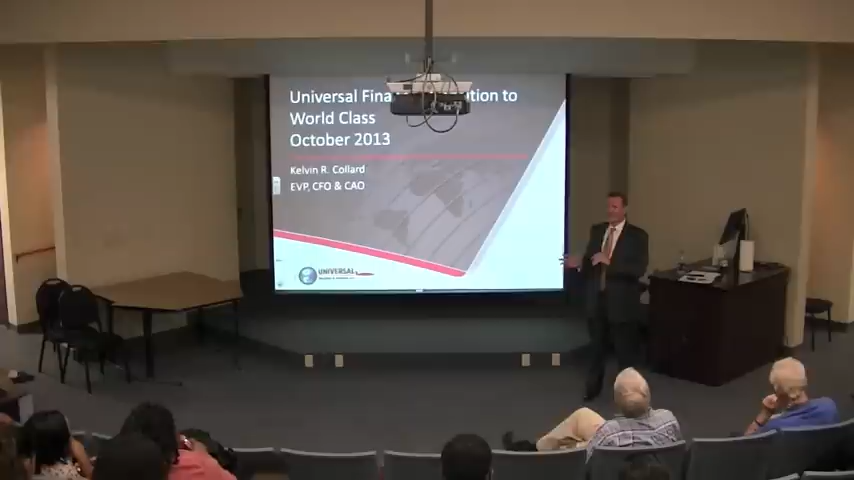 Universal Fina tion to
World Class
October 2013
Kelvin R. Collard
EVP, CFO & CAO
UNIVERSAL